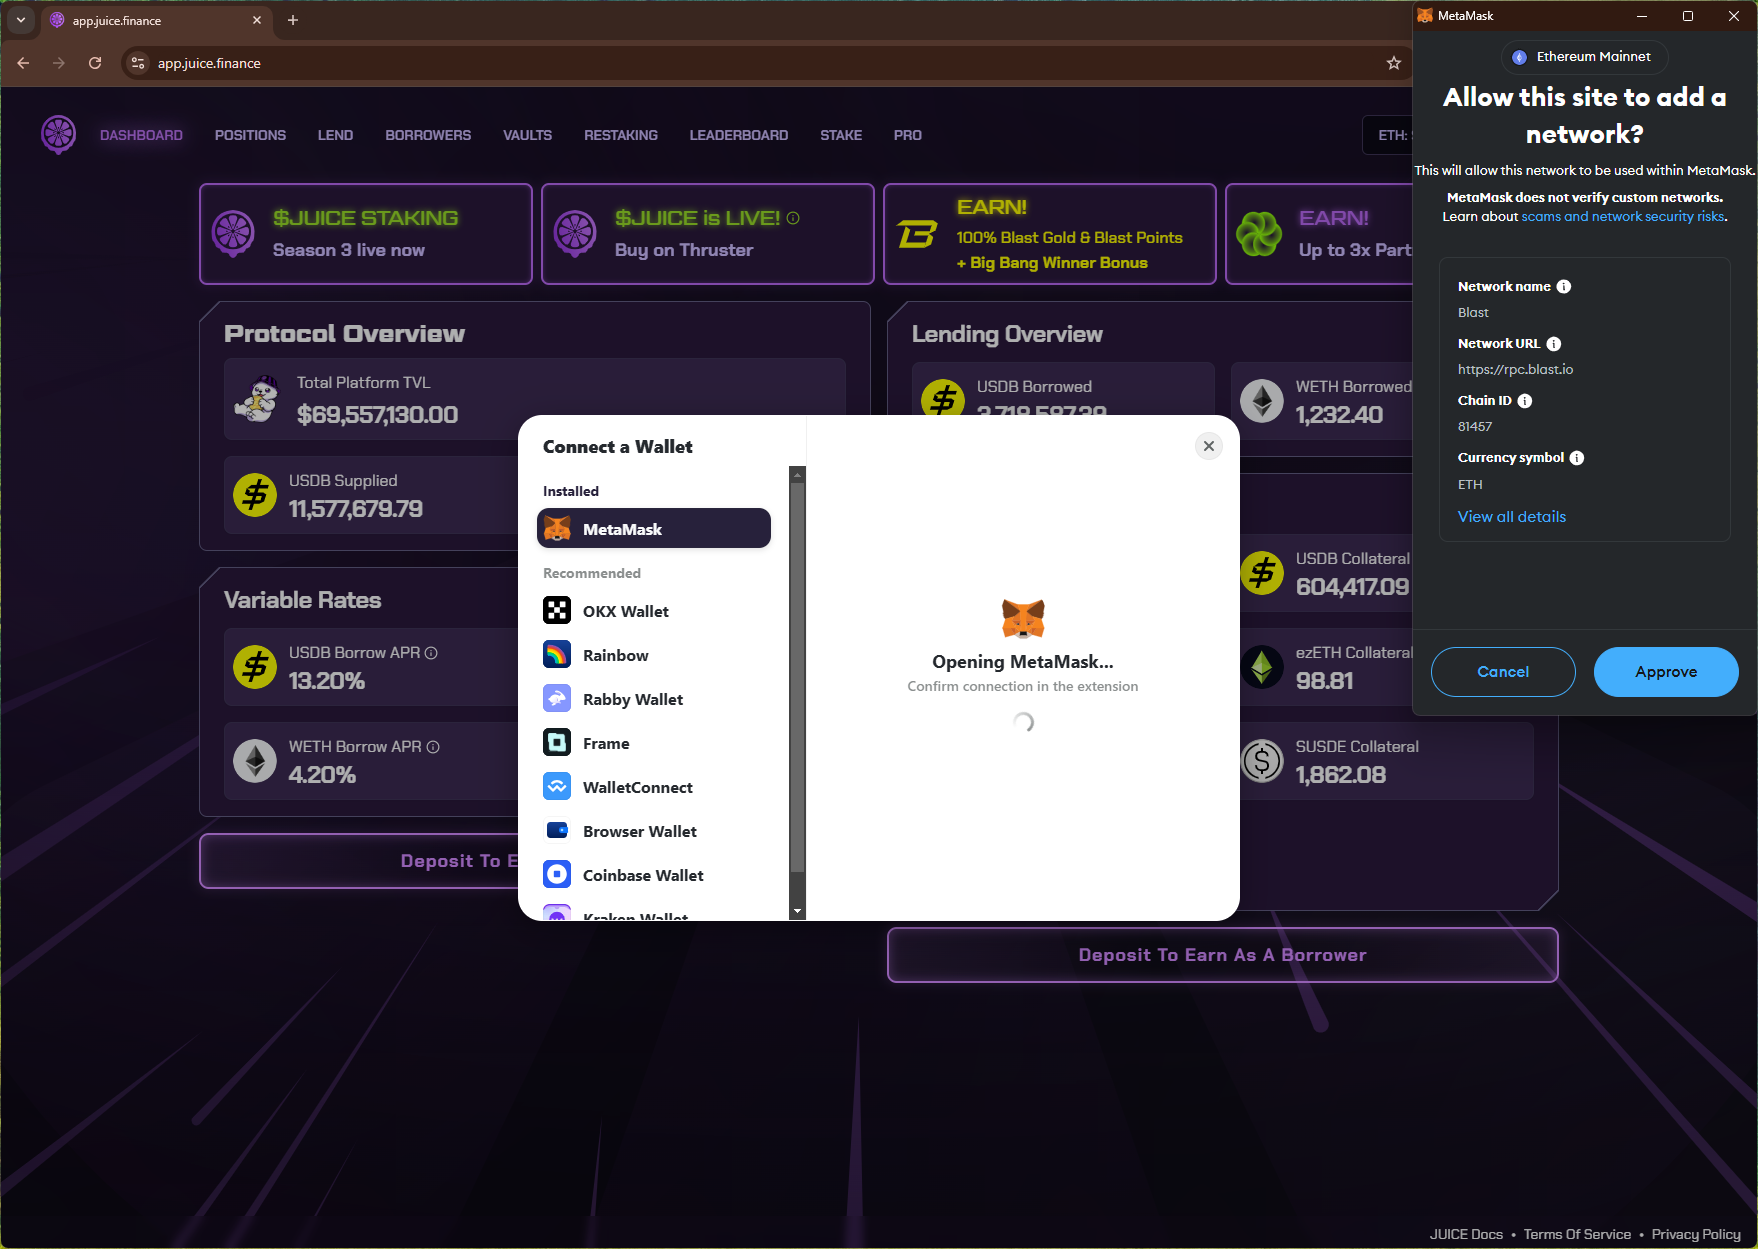 app.juice.finance
app.juice.finance
DASHBOARD
POSITIONS
LEND
BORROWERS
VAULTS
RESTAKING
LEADERBOARD
STAKE
PRO
ETH:
$JUICE STAKING
Season 3 live now
$JUICE is LIVE!
Buy on Thruster
EARN!
100% Blast Gold & Blast Points
+ Big Bang Winner Bonus
EARN!
Up to 3x Part
Protocol Overview
Total Platform TVL
$69,557,130.00
USDB Supplied
11,577,679.79
Variable Rates
USDB Borrow APR
13.20%
WETH Borrow APR
4.20%
Deposit To E
Lending Overview
USDB Borrowed
3,718,587.39
WETH Borrowed
1,232.40
USDB Collateral
604,417.09
ezETH Collateral
98.81
SUSDE Collateral
1,862.08
Deposit To Earn As A Borrower
Connect a Wallet
Installed
MetaMask
Recommended
OKX Wallet
Rainbow
Rabby Wallet
Frame
WalletConnect
Browser Wallet
Coinbase Wallet
Kraken Wallet
Opening MetaMask...
Confirm connection in the extension
MetaMask
Ethereum Mainnet
Allow this site to add a
network?
This will allow this network to be used within MetaMask.
MetaMask does not verify custom networks.
Learn about scams and network security risks.
Network name
Blast
Network URL
https://rpc.blast.io
Chain ID
81457
Currency symbol
ETH
View all details
Cancel
Approve
JUICE Docs • Terms Of Service • Privacy Policy